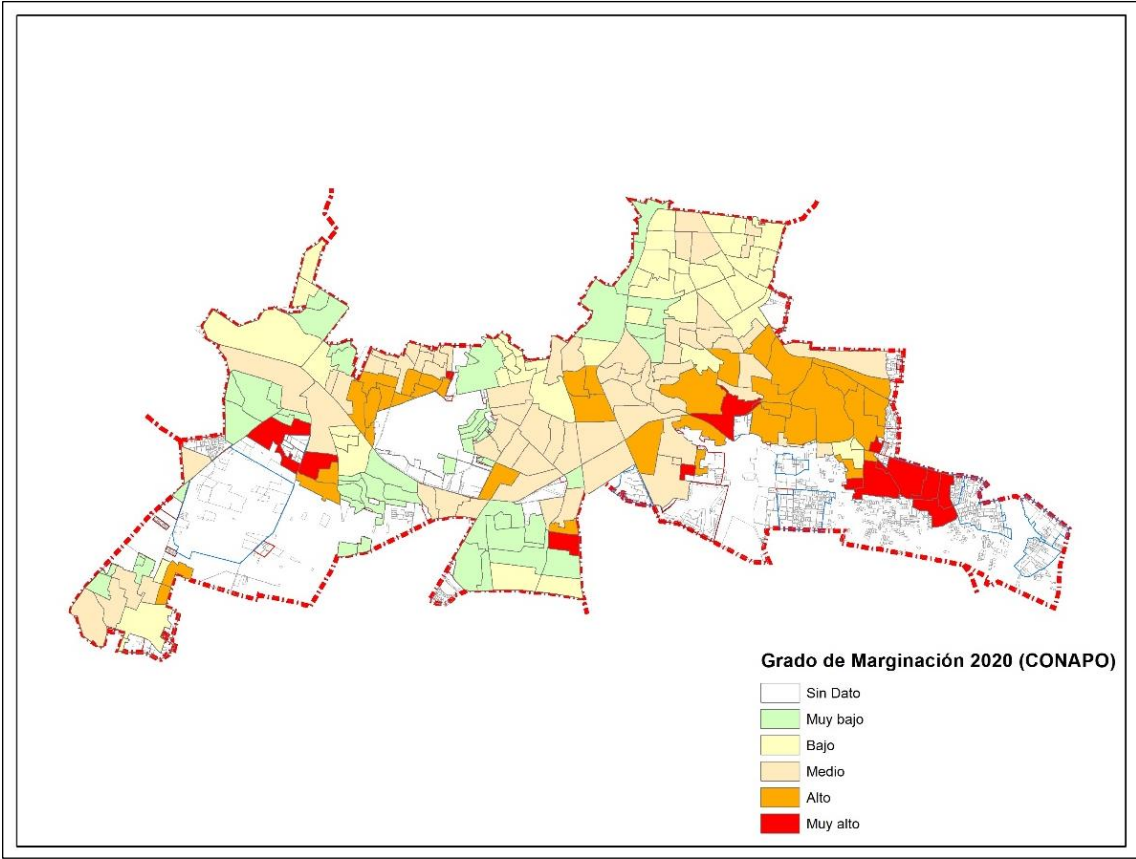 Grado de Marginación 2020 (CONAPO)
Sin Dato
Muy bajo
Bajo
Medio
Alto
Muy alto